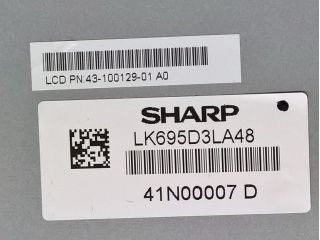 LCD PN:43-100129-01 A0
SHARP
LK695D3LA48
41N00007 D